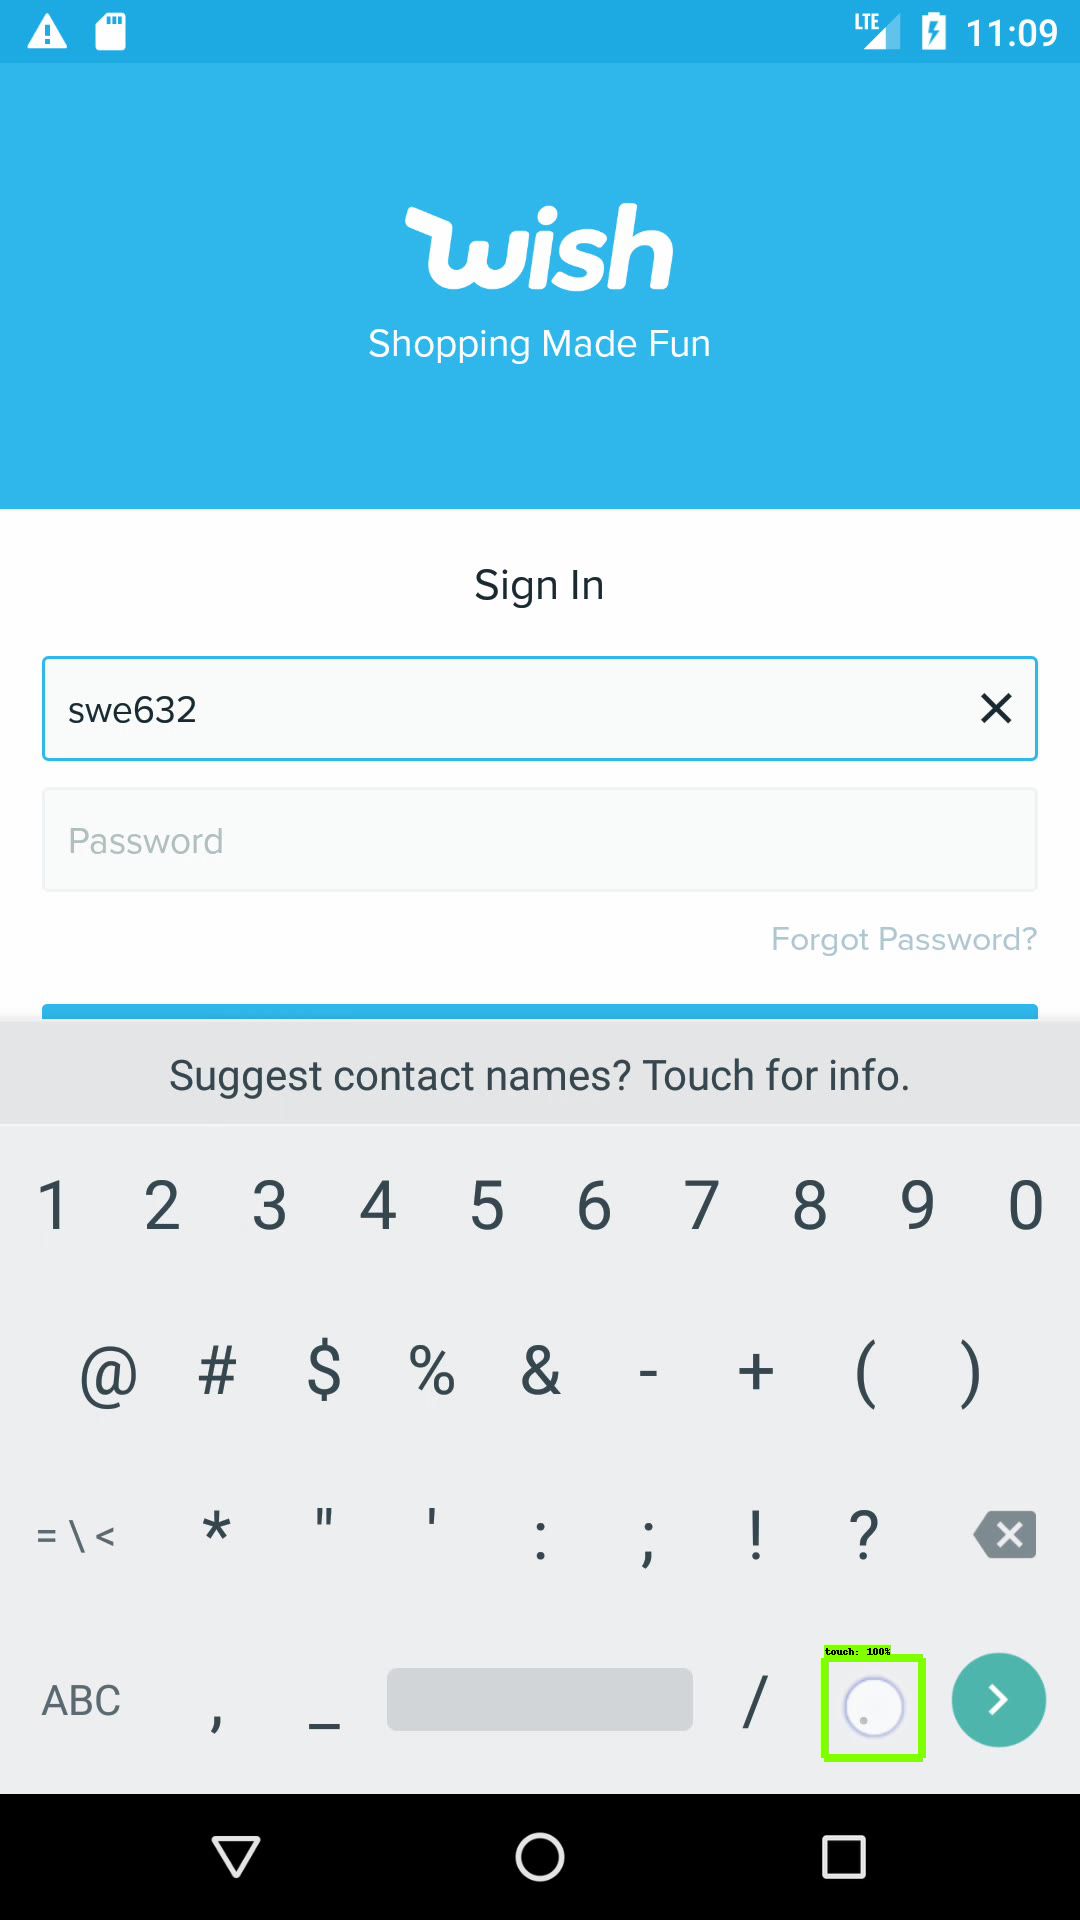 LTE 11:09
wish
Shopping Made Fun
Sign In
swe632
Password
Forgot Password?
Suggest contact names? Touch for info.
1 2 3 4 5 6 7 8 9 0
@ # $ % & - + ( )
= \ < * " ' : ; ! ?
touch: 100%
ABC , _ / .